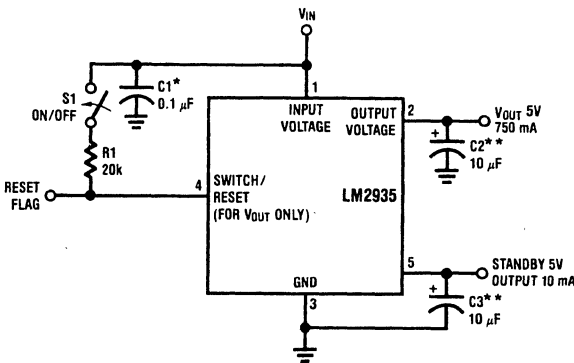 VIN
S1
ON/OFF
C1*
0.1 μF
R1
20k
RESET
FLAG
1
INPUT
VOLTAGE
OUTPUT
VOLTAGE
2
VOUT 5V
750 mA
C2**
10 μF
+
4
SWITCH/
RESET
(FOR VOUT ONLY)
LM2935
5
STANDBY 5V
OUTPUT 10 mA
GND
3
+
C3**
10 μF